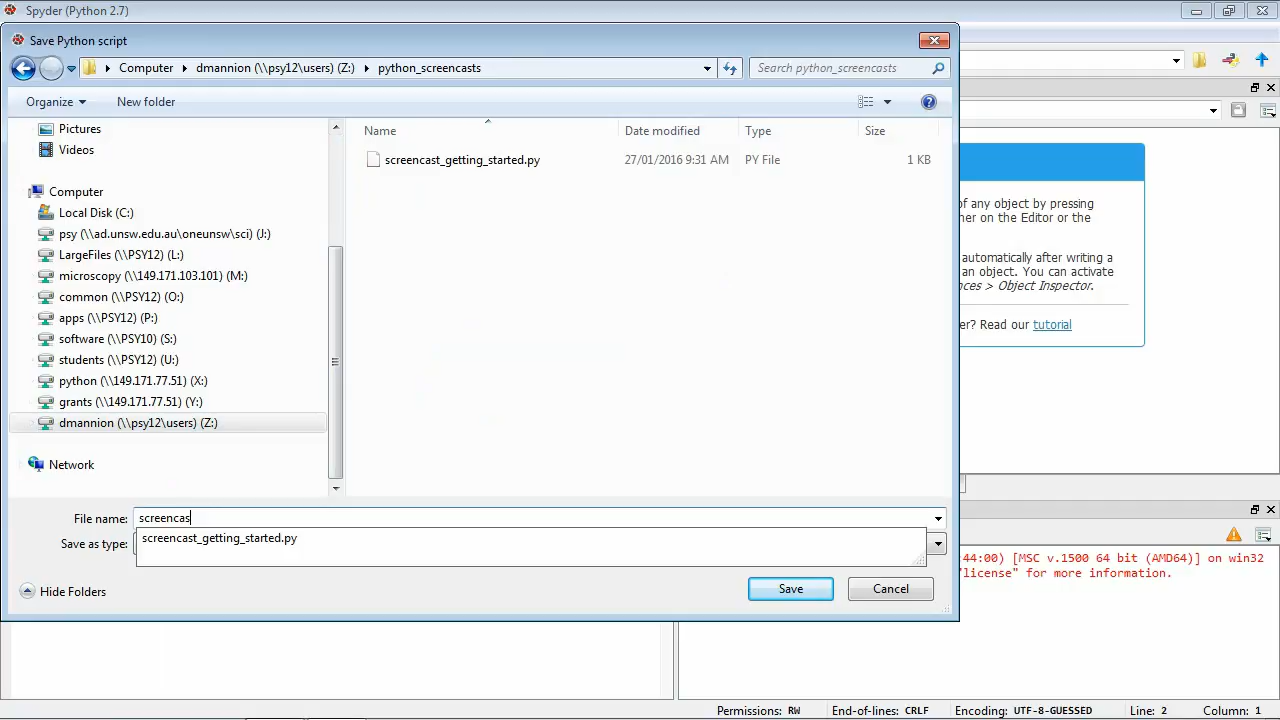 Spyder (Python 2.7)
Save Python script
Computer dmannion (\\psy12\users) (Z:) python_screencasts
Search python_screencasts
Organize New folder
Pictures
Videos
Computer
Local Disk (C:)
psy (\\ad.unsw.edu.au\oneunsw\sci) (J:)
LargeFiles (\\PSY12) (L:)
microscopy (\\149.171.103.101) (M:)
common (\\PSY12) (O:)
apps (\\PSY12) (P:)
software (\\PSY10) (S:)
students (\\PSY12) (U:)
python (\\149.171.77.51) (X:)
grants (\\149.171.77.51) (Y:)
dmannion (\\psy12\users) (Z:)
Network
Name Date modified Type Size
screencast_getting_started.py 27/01/2016 9:31 AM PY File 1 KB
File name: screencas
screencast_getting_started.py
Save as type:
Hide Folders
Save Cancel
of any object by pressing
ner on the Editor or the
automatically after writing a
an object. You can activate
nces > Object Inspector.
er? Read our tutorial
:44:00) [MSC v.1500 64 bit (AMD64)] on win32
"license" for more information.
Permissions: RW End-of-lines: CRLF Encoding: UTF-8-GUESSED Line: 2 Column: 1